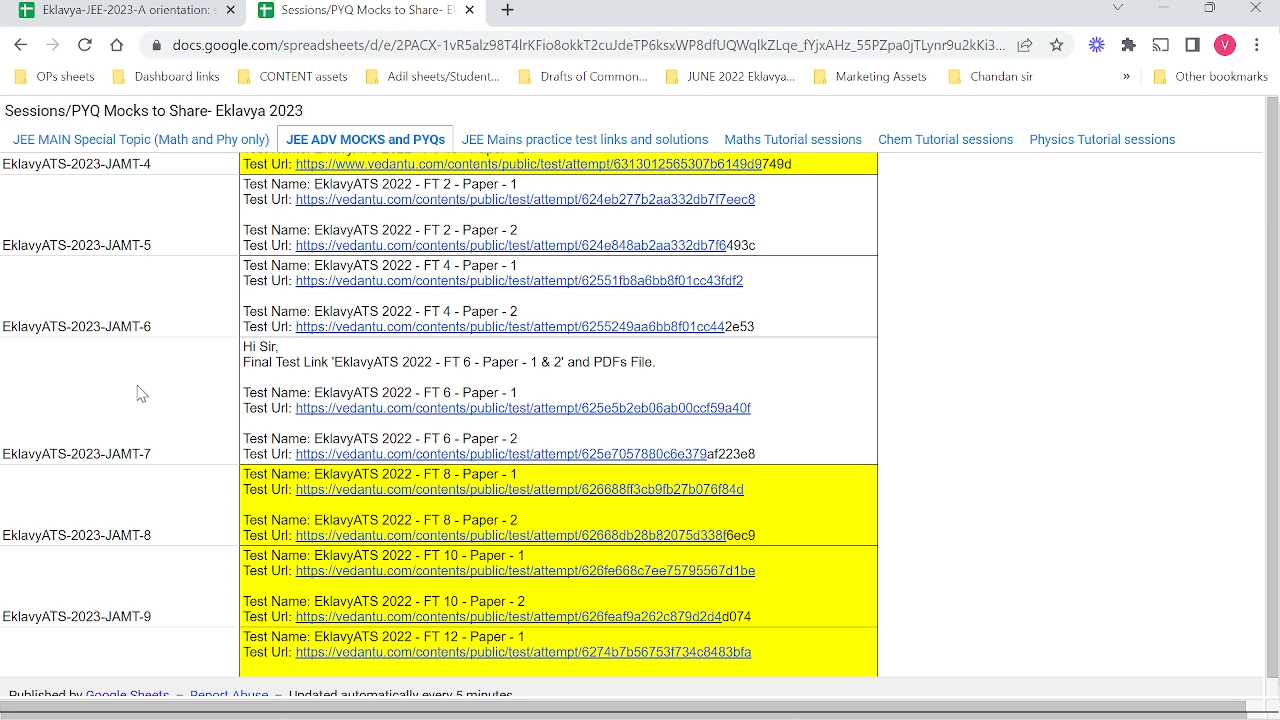 Eklavya-JEE-2023-A orientation: s
Sessions/PYQ Mocks to Share- Ek
docs.google.com/spreadsheets/d/e/2PACX-1vR5alz98T4lrKFio8okkT2cuJdeTP6ksxWP8dfUQWqlkZLqe_fYjxAHz_55PZpa0jTLynr9u2kKi3...
V
OPs sheets
Dashboard links
CONTENT assets
Adil sheets/Student...
Drafts of Common...
JUNE 2022 Eklavya...
Marketing Assets
Chandan sir
»
Other bookmarks
Sessions/PYQ Mocks to Share- Eklavya 2023
JEE MAIN Special Topic (Math and Phy only)
JEE ADV MOCKS and PYQs
JEE Mains practice test links and solutions
Maths Tutorial sessions
Chem Tutorial sessions
Physics Tutorial sessions
EklavyATS-2023-JAMT-4
Test Url: https://www.vedantu.com/contents/public/test/attempt/6313012565307b6149d9749d
Test Name: EklavyATS 2022 - FT 2 - Paper - 1
Test Url: https://vedantu.com/contents/public/test/attempt/624eb277b2aa332db7f7eec8
Test Name: EklavyATS 2022 - FT 2 - Paper - 2
EklavyATS-2023-JAMT-5
Test Url: https://vedantu.com/contents/public/test/attempt/624e848ab2aa332db7f6493c
Test Name: EklavyATS 2022 - FT 4 - Paper - 1
Test Url: https://vedantu.com/contents/public/test/attempt/62551fb8a6bb8f01cc43fdf2
Test Name: EklavyATS 2022 - FT 4 - Paper - 2
EklavyATS-2023-JAMT-6
Test Url: https://vedantu.com/contents/public/test/attempt/6255249aa6bb8f01cc442e53
Hi Sir,
Final Test Link 'EklavyATS 2022 - FT 6 - Paper - 1 & 2' and PDFs File.
Test Name: EklavyATS 2022 - FT 6 - Paper - 1
Test Url: https://vedantu.com/contents/public/test/attempt/625e5b2eb06ab00ccf59a40f
Test Name: EklavyATS 2022 - FT 6 - Paper - 2
EklavyATS-2023-JAMT-7
Test Url: https://vedantu.com/contents/public/test/attempt/625e7057880c6e379af223e8
Test Name: EklavyATS 2022 - FT 8 - Paper - 1
Test Url: https://vedantu.com/contents/public/test/attempt/626688ff3cb9fb27b076f84d
Test Name: EklavyATS 2022 - FT 8 - Paper - 2
EklavyATS-2023-JAMT-8
Test Url: https://vedantu.com/contents/public/test/attempt/62668db28b82075d338f6ec9
Test Name: EklavyATS 2022 - FT 10 - Paper - 1
Test Url: https://vedantu.com/contents/public/test/attempt/626fe668c7ee75795567d1be
Test Name: EklavyATS 2022 - FT 10 - Paper - 2
EklavyATS-2023-JAMT-9
Test Url: https://vedantu.com/contents/public/test/attempt/626feaf9a262c879d2d4d074
Test Name: EklavyATS 2022 - FT 12 - Paper - 1
Test Url: https://vedantu.com/contents/public/test/attempt/6274b7b56753f734c8483bfa
Published by Google Sheets – Report Abuse – Updated automatically every 5 minutes